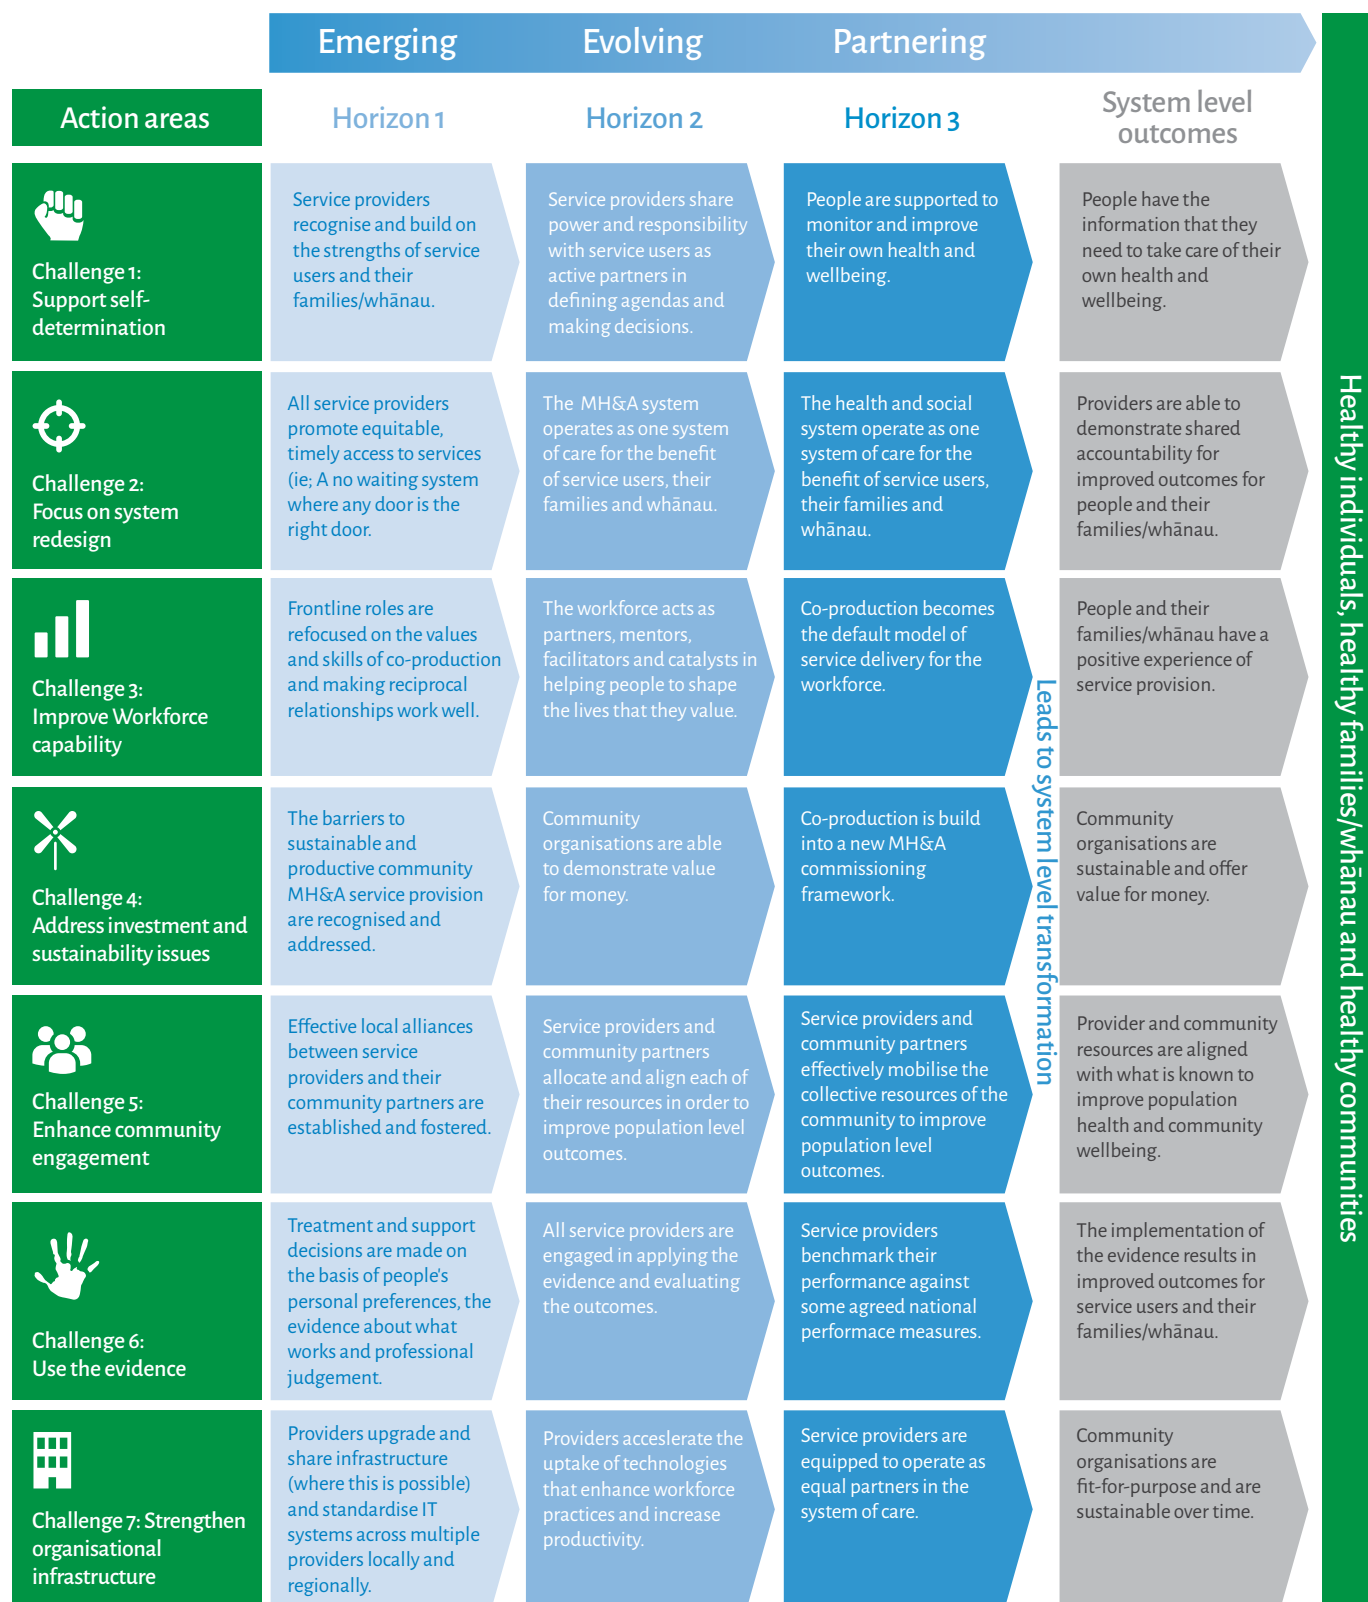 Emerging
Evolving
Partnering
Action areas
Horizon 1
Horizon 2
Horizon 3
System level
outcomes
Challenge 1:
Support self-
determination
Service providers
recognise and build on
the strengths of service
users and their
families/whānau.
Service providers share
power and responsibility
with service users as
active partners in
defining agendas and
making decisions.
People are supported to
monitor and improve
their own health and
wellbeing.
People have the
information that they
need to take care of their
own health and
wellbeing.
Challenge 2:
Focus on system
redesign
All service providers
promote equitable,
timely access to services
(ie; A no waiting system
where any door is the
right door.
The MH&A system
operates as one system
of care for the benefit
of service users, their
families and whānau.
The health and social
system operate as one
system of care for the
benefit of service users,
their families and
whānau.
Providers are able to
demonstrate shared
accountability for
improved outcomes for
people and their
families/whānau.
Challenge 3:
Improve Workforce
capability
Frontline roles are
refocused on the values
and skills of co-production
and making reciprocal
relationships work well.
The workforce acts as
partners, mentors,
facilitators and catalysts in
helping people to shape
the lives that they value.
Co-production becomes
the default model of
service delivery for the
workforce.
People and their
families/whānau have a
positive experience of
service provision.
Challenge 4:
Address investment and
sustainability issues
The barriers to
sustainable and
productive community
MH&A service provision
are recognised and
addressed.
Community
organisations are able
to demonstrate value
for money.
Co-production is build
into a new MH&A
commissioning
framework.
Community
organisations are
sustainable and offer
value for money.
Challenge 5:
Enhance community
engagement
Effective local alliances
between service
providers and their
community partners are
established and fostered.
Service providers and
community partners
allocate and align each of
their resources in order to
improve population level
outcomes.
Service providers and
community partners
effectively mobilise the
collective resources of the
community to improve
population level
outcomes.
Provider and community
resources are aligned
with what is known to
improve population
health and community
wellbeing.
Challenge 6:
Use the evidence
Treatment and support
decisions are made on
the basis of people's
personal preferences, the
evidence about what
works and professional
judgement.
All service providers are
engaged in applying the
evidence and evaluating
the outcomes.
Service providers
benchmark their
performance against
some agreed national
performace measures.
The implementation of
the evidence results in
improved outcomes for
service users and their
families/whānau.
Challenge 7: Strengthen
organisational
infrastructure
Providers upgrade and
share infrastructure
(where this is possible)
and standardise IT
systems across multiple
providers locally and
regionally.
Providers acceslerate the
uptake of technologies
that enhance workforce
practices and increase
productivity.
Service providers are
equipped to operate as
equal partners in the
system of care.
Community
organisations are
fit-for-purpose and are
sustainable over time.
Leads to system level transformation
Healthy individuals, healthy families/whānau and healthy communities